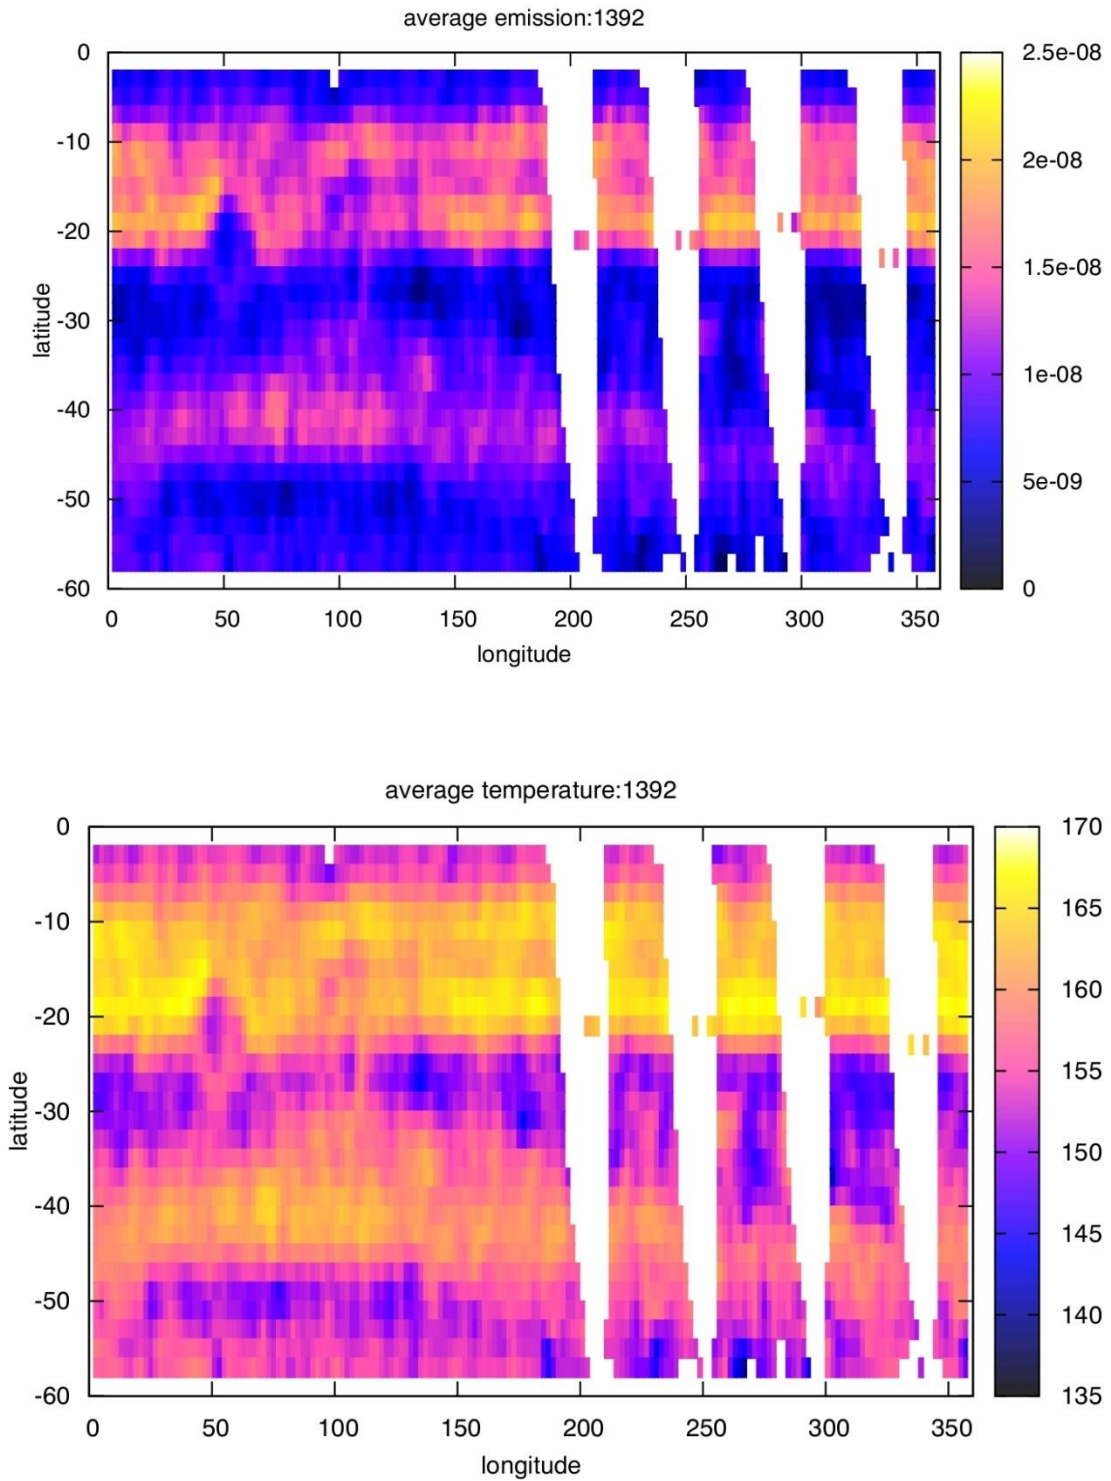 average emission:1392
0
-10
-20
-30
-40
-50
-60
latitude
0 50 100 150 200 250 300 350
longitude
2.5e-08
2e-08
1.5e-08
1e-08
5e-09
0
average temperature:1392
0
-10
-20
-30
-40
-50
-60
latitude
0 50 100 150 200 250 300 350
longitude
170
165
160
155
150
145
140
135